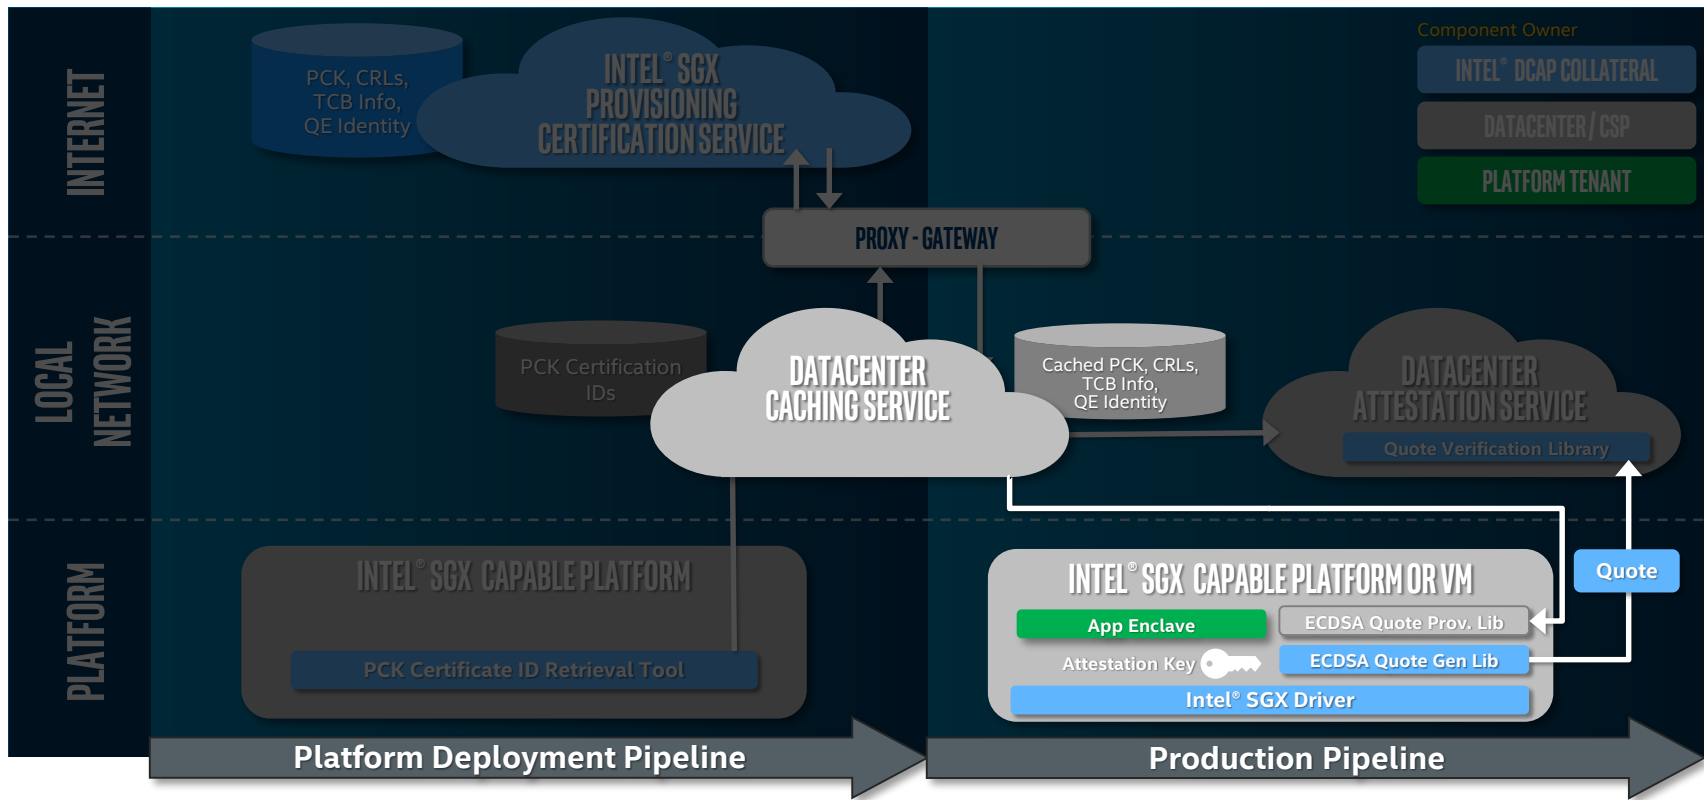 INTERNET
PCK, CRLs,
TCB Info,
QE Identity
INTEL® SGX
PROVISIONING
CERTIFICATION SERVICE
Component Owner
INTEL® DCAP COLLATERAL
DATACENTER / CSP
PLATFORM TENANT
PROXY - GATEWAY
LOCAL
NETWORK
PCK Certification
IDs
DATACENTER
CACHING SERVICE
Cached PCK, CRLs,
TCB Info,
QE Identity
DATACENTER
ATTESTATION SERVICE
Quote Verification Library
PLATFORM
INTEL® SGX CAPABLE PLATFORM
PCK Certificate ID Retrieval Tool
INTEL® SGX CAPABLE PLATFORM OR VM
App Enclave
ECDSA Quote Prov. Lib
Attestation Key
ECDSA Quote Gen Lib
Intel® SGX Driver
Quote
Platform Deployment Pipeline
Production Pipeline